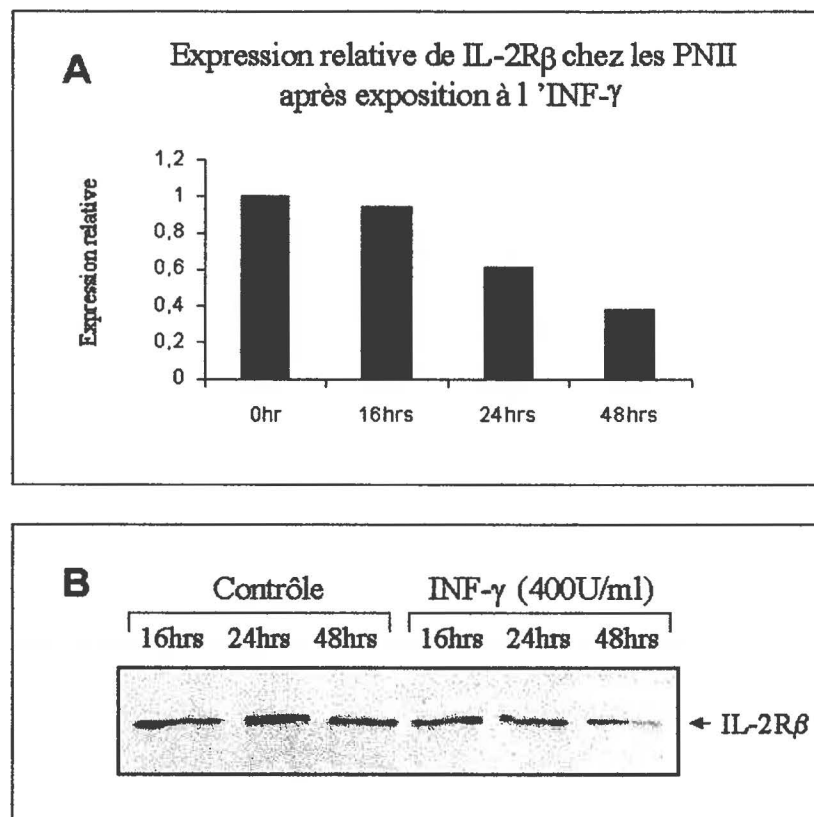 A
Expression relative de IL-2Rβ chez les PNII
après exposition à l 'INF-γ
Expression relative
1,2
1
0,8
0,6
0,4
0,2
0
0hr 16hrs 24hrs 48hrs
B
Contrôle INF-γ (400U/ml)
16hrs 24hrs 48hrs 16hrs 24hrs 48hrs
IL-2Rβ